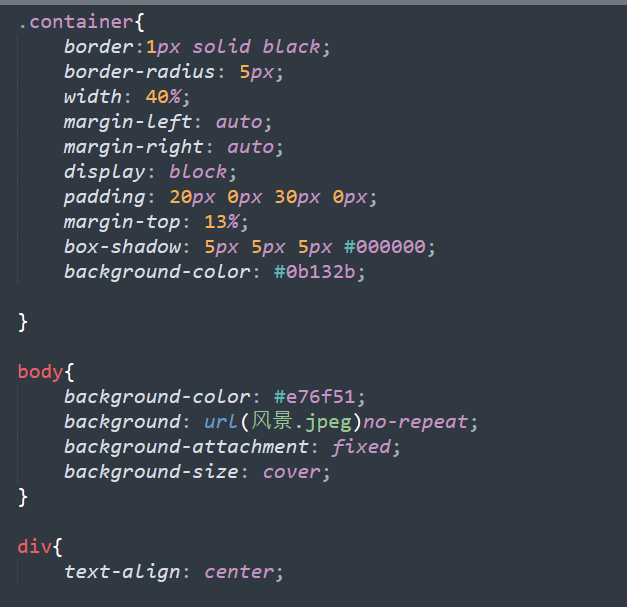 .container{
border:1px solid black;
border-radius: 5px;
width: 40%;
margin-left: auto;
margin-right: auto;
display: block;
padding: 20px 0px 30px 0px;
margin-top: 13%;
box-shadow: 5px 5px 5px #000000;
background-color: #0b132b;
}
body{
background-color: #e76f51;
background: url(风景.jpeg)no-repeat;
background-attachment: fixed;
background-size: cover;
}
div{
text-align: center;